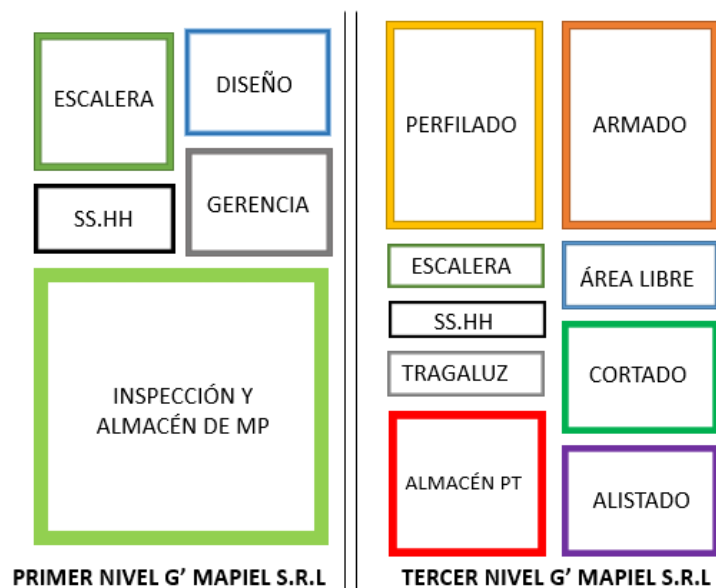 ESCALERA
DISEÑO
SS.HH
GERENCIA
INSPECCIÓN Y
ALMACÉN DE MP
PRIMER NIVEL G' MAPIEL S.R.L
PERFILADO
ARMADO
ESCALERA
ÁREA LIBRE
SS.HH
TRAGALUZ
CORTADO
ALMACÉN PT
ALISTADO
TERCER NIVEL G' MAPIEL S.R.L